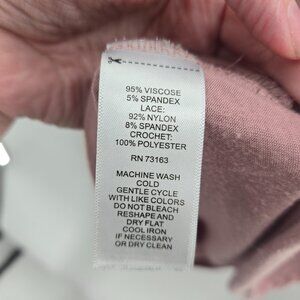 95% VISCOSE
5% SPANDEX
LACE:
92% NYLON
8% SPANDEX
CROCHET:
100% POLYESTER
RN 73163
MACHINE WASH
COLD
GENTLE CYCLE
WITH LIKE COLORS
DO NOT BLEACH
RESHAPE AND
DRY FLAT
COOL IRON
IF NECESSARY
OR DRY CLEAN